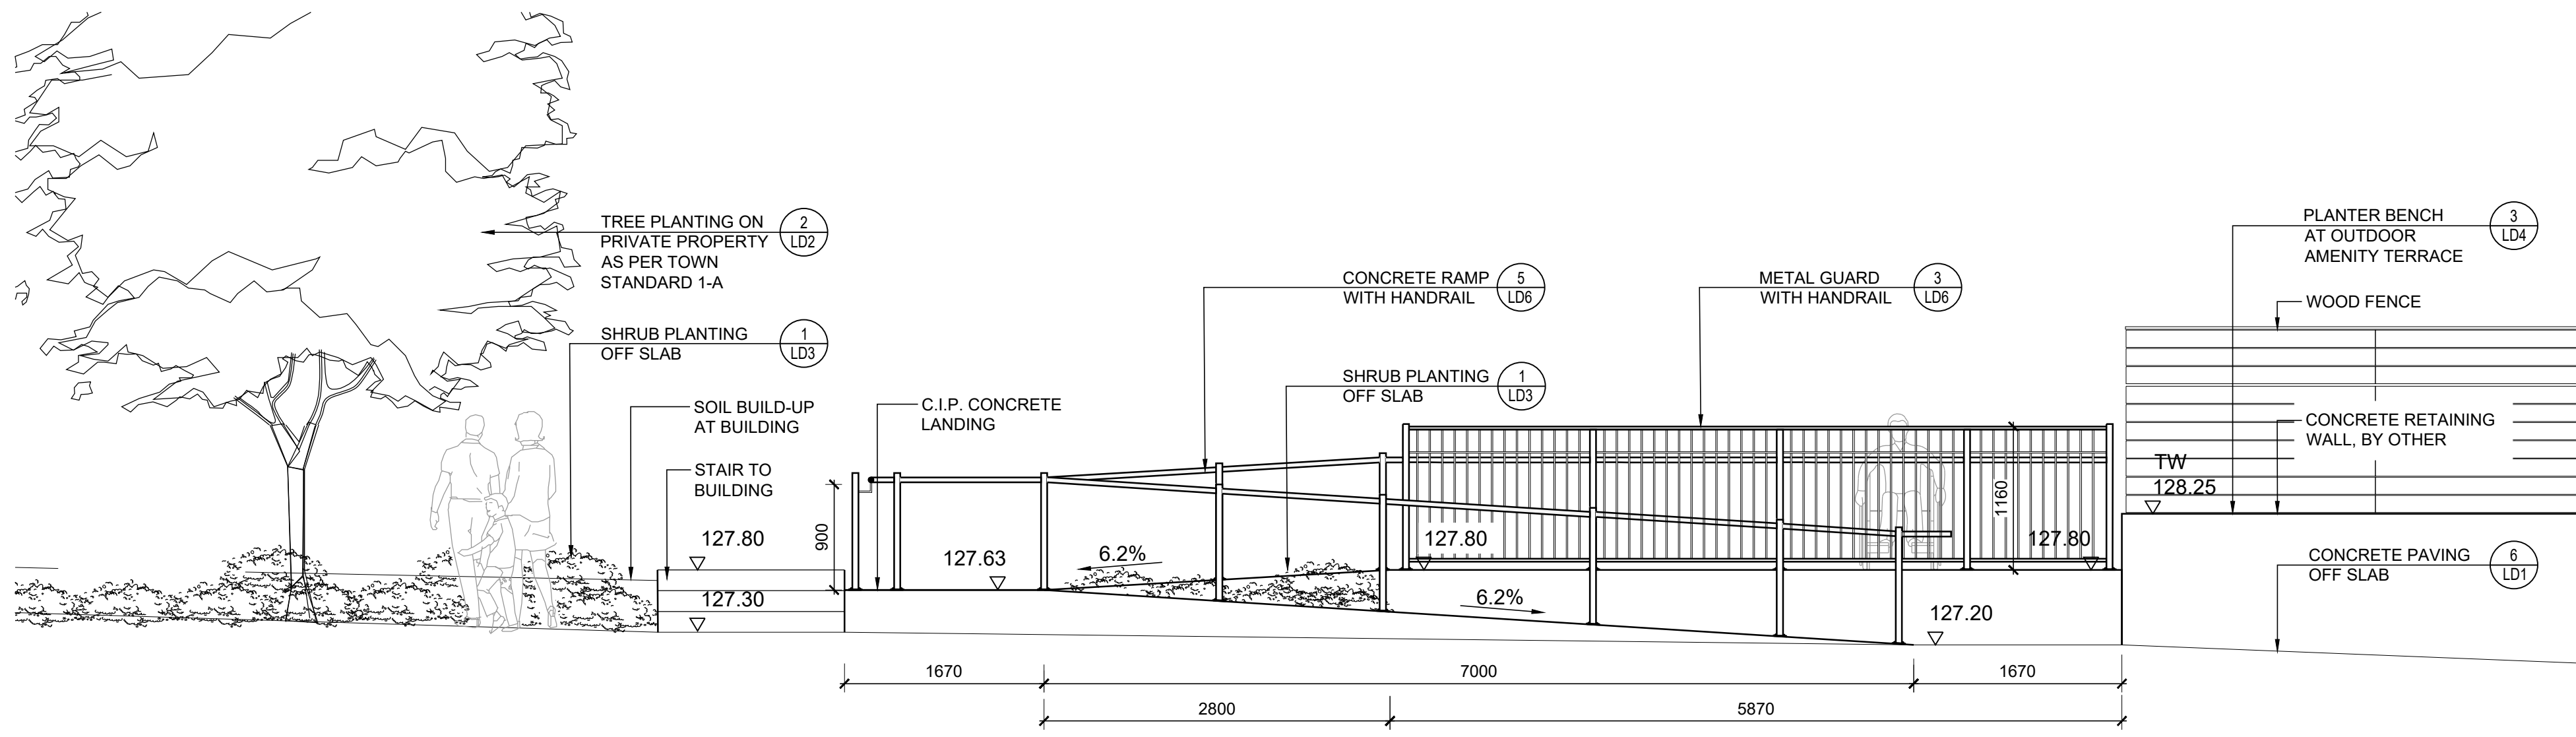 TREE PLANTING ON
PRIVATE PROPERTY
AS PER TOWN
STANDARD 1-A
2
LD2
SHRUB PLANTING
OFF SLAB
1
LD3
SOIL BUILD-UP
AT BUILDING
STAIR TO
BUILDING
127.80
127.30
C.I.P. CONCRETE
LANDING
900
127.63
CONCRETE RAMP
WITH HANDRAIL
5
LD6
SHRUB PLANTING
OFF SLAB
1
LD3
6.2%
6.2%
METAL GUARD
WITH HANDRAIL
3
LD6
127.80
1160
127.80
127.20
PLANTER BENCH
AT OUTDOOR
AMENITY TERRACE
3
LD4
WOOD FENCE
CONCRETE RETAINING
WALL, BY OTHER
TW
128.25
CONCRETE PAVING
OFF SLAB
6
LD1
1670
7000
1670
2800
5870